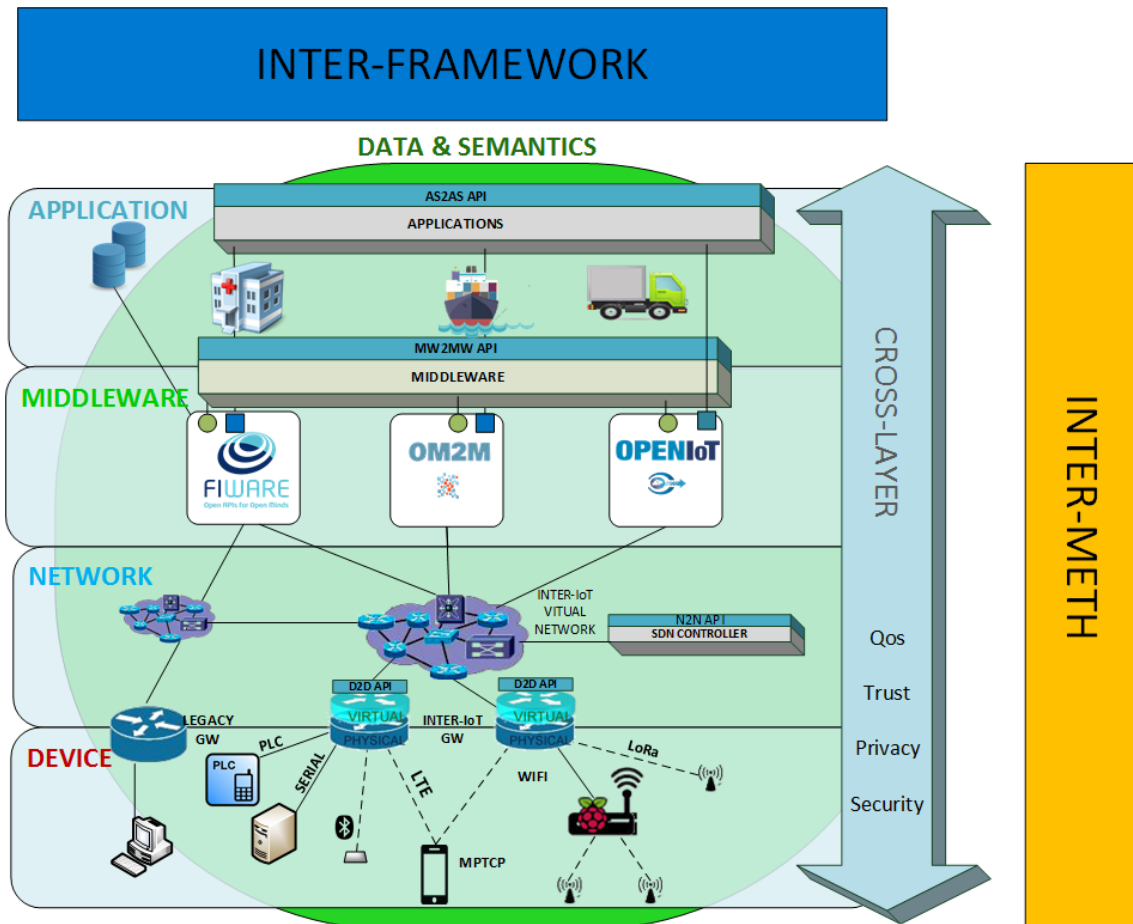 INTER-FRAMEWORK
DATA & SEMANTICS
APPLICATION
AS2AS API
APPLICATIONS
MW2MW API
MIDDLEWARE
MIDDLEWARE
FIWARE
Open APIs for Open Minds
OM2M
OPENIoT
CROSS-LAYER
INTER-METH
NETWORK
INTER-IoT
VITUAL
NETWORK
N2N API
SDN CONTROLLER
Qos
Trust
Privacy
Security
D2D API
VIRTUAL
PHYSICAL
D2D API
VIRTUAL
PHYSICAL
LEGACY
GW
INTER-IoT
GW
DEVICE
PLC
PLC
SERIAL
LTE
WIFI
LoRa
MPTCP